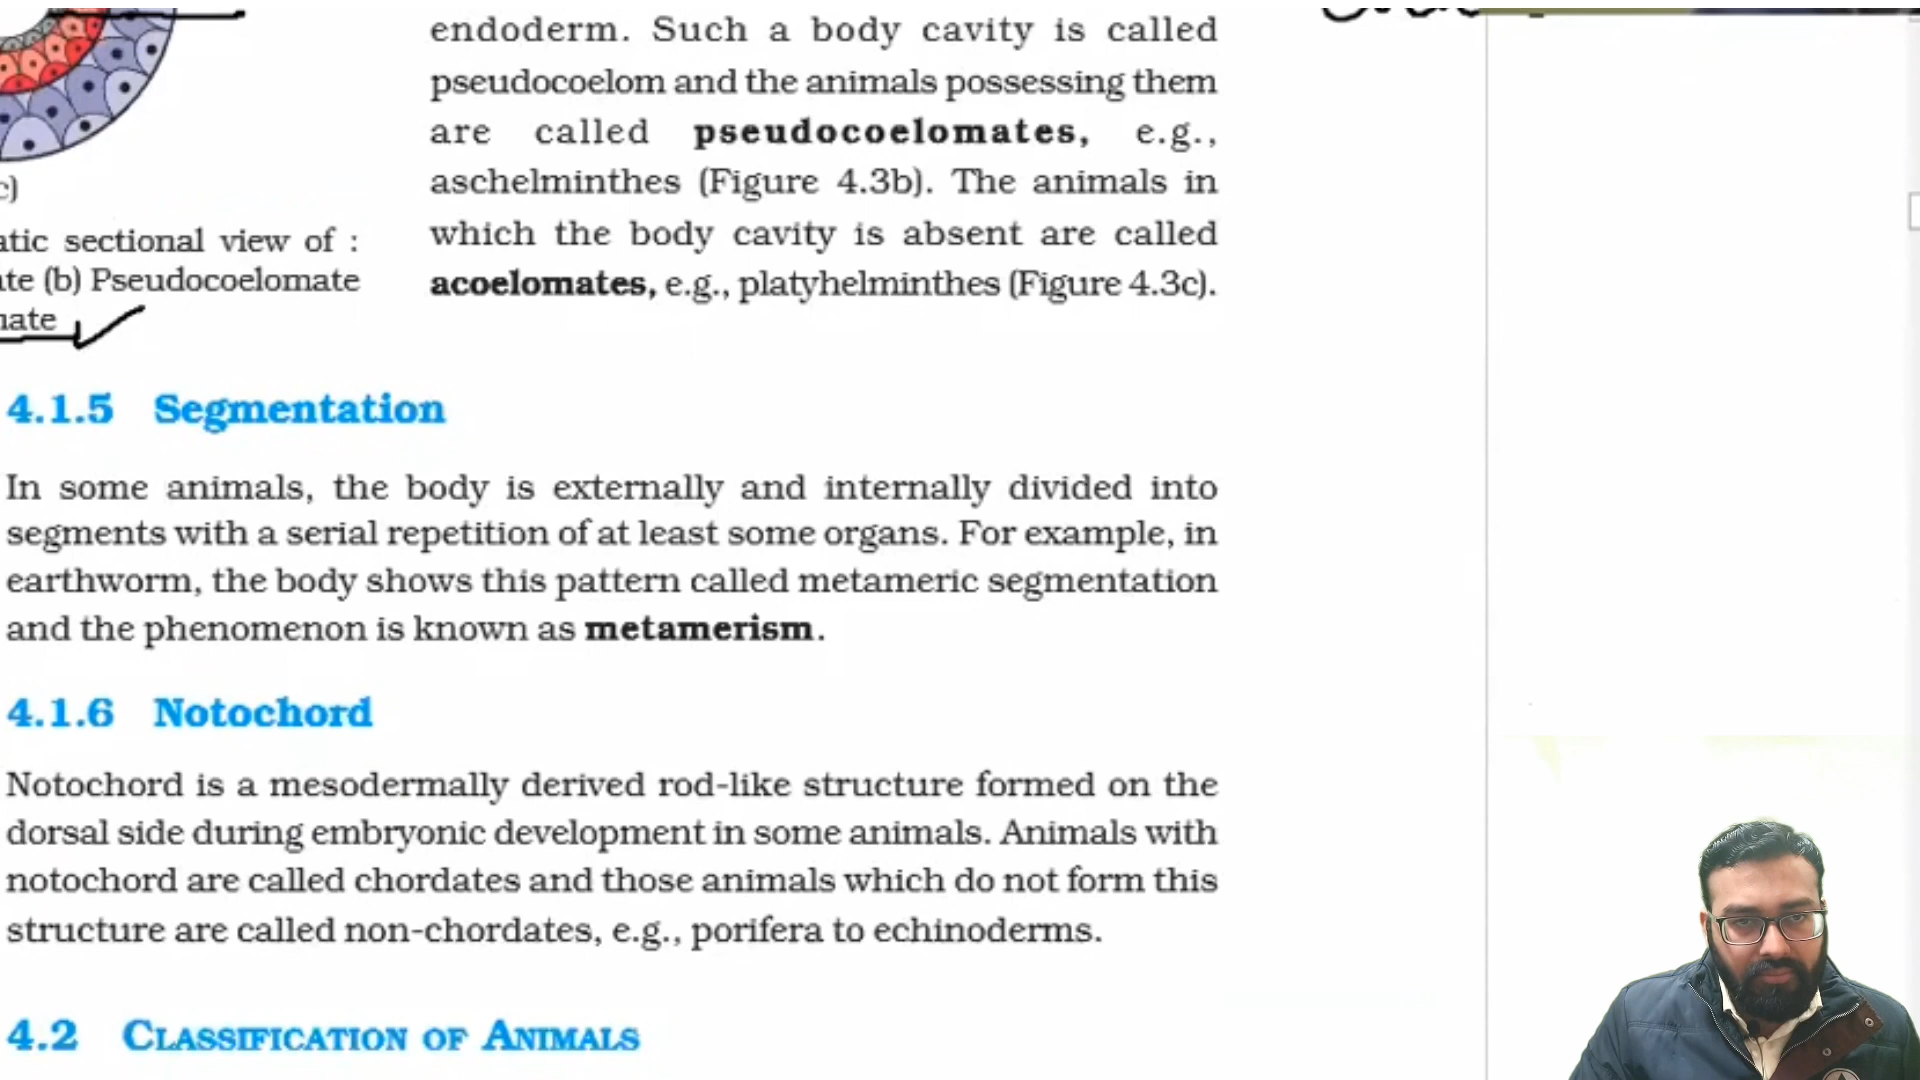 c)
atic sectional view of :
ate (b) Pseudocoelomate
nate
endoderm. Such a body cavity is called
pseudocoelom and the animals possessing them
are called pseudocoelomates, e.g.,
aschelminthes (Figure 4.3b). The animals in
which the body cavity is absent are called
acoelomates, e.g., platyhelminthes (Figure 4.3c).
4.1.5 Segmentation
In some animals, the body is externally and internally divided into
segments with a serial repetition of at least some organs. For example, in
earthworm, the body shows this pattern called metameric segmentation
and the phenomenon is known as metamerism.
4.1.6 Notochord
Notochord is a mesodermally derived rod-like structure formed on the
dorsal side during embryonic development in some animals. Animals with
notochord are called chordates and those animals which do not form this
structure are called non-chordates, e.g., porifera to echinoderms.
4.2 CLASSIFICATION OF ANIMALS